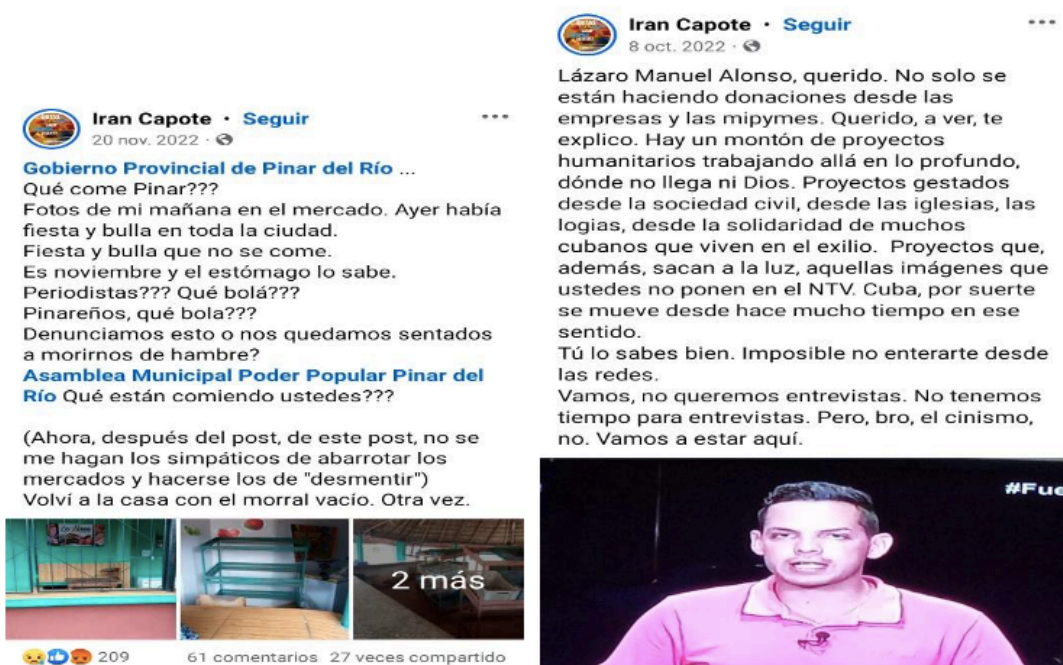 Iran Capote · Seguir
20 nov. 2022 ·
Gobierno Provincial de Pinar del Río ...
Qué come Pinar???
Fotos de mi mañana en el mercado. Ayer había
fiesta y bulla en toda la ciudad.
Fiesta y bulla que no se come.
Es noviembre y el estómago lo sabe.
Periodistas??? Qué bolá???
Pinareños, qué bola???
Denunciamos esto o nos quedamos sentados
a morirnos de hambre?
Asamblea Municipal Poder Popular Pinar del
Río Qué están comiendo ustedes???
(Ahora, después del post, de este post, no se
me hagan los simpáticos de abarrotar los
mercados y hacerse los de "desmentir")
Volví a la casa con el morral vacío. Otra vez.
2 más
209 61 comentarios 27 veces compartido
Iran Capote · Seguir
8 oct. 2022 ·
Lázaro Manuel Alonso, querido. No solo se
están haciendo donaciones desde las
empresas y las mipymes. Querido, a ver, te
explico. Hay un montón de proyectos
humanitarios trabajando allá en lo profundo,
dónde no llega ni Dios. Proyectos gestados
desde la sociedad civil, desde las iglesias, las
logias, desde la solidaridad de muchos
cubanos que viven en el exilio. Proyectos que,
además, sacan a la luz, aquellas imágenes que
ustedes no ponen en el NTV. Cuba, por suerte
se mueve desde hace mucho tiempo en ese
sentido.
Tú lo sabes bien. Imposible no enterarte desde
las redes.
Vamos, no queremos entrevistas. No tenemos
tiempo para entrevistas. Pero, bro, el cinismo,
no. Vamos a estar aquí.
#Fue